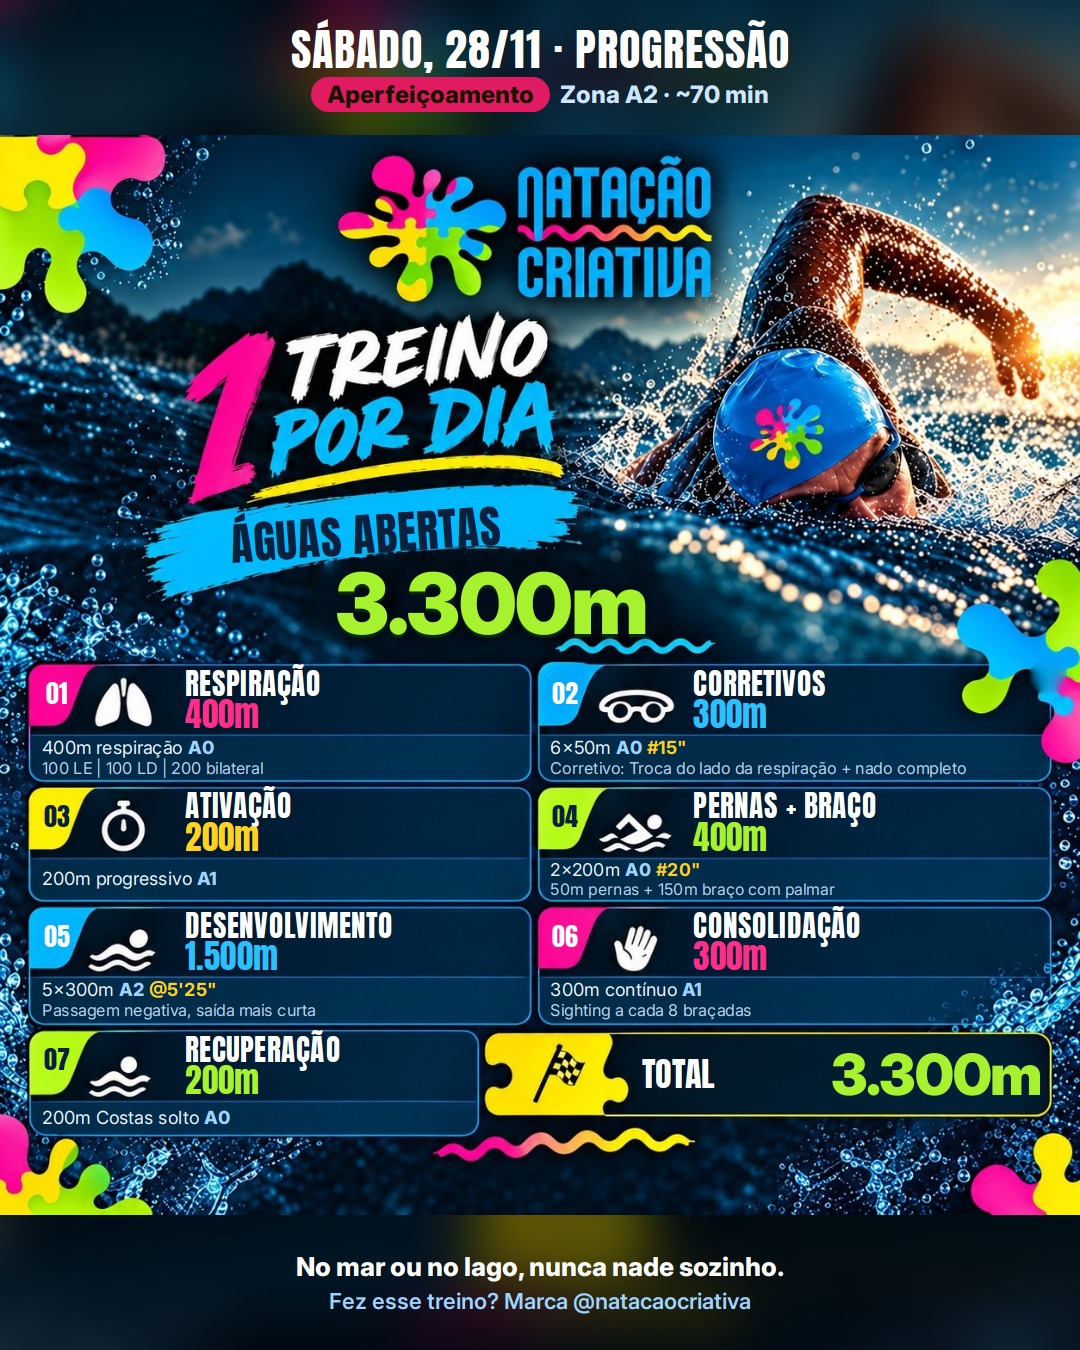 SÁBADO, 28/11 · PROGRESSÃO
Aperfeiçoamento Zona A2 · ~70 min
NATAÇÃO
CRIATIVA
1 TREINO
POR DIA
ÁGUAS ABERTAS
3.300m
01 RESPIRAÇÃO
400m
400m respiração A0
100 LE | 100 LD | 200 bilateral
02 CORRETIVOS
300m
6×50m A0 #15"
Corretivo: Troca do lado da respiração + nado completo
03 ATIVAÇÃO
200m
200m progressivo A1
04 PERNAS + BRAÇO
400m
2×200m A0 #20"
50m pernas + 150m braço com palmar
05 DESENVOLVIMENTO
1.500m
5×300m A2 @5'25"
Passagem negativa, saída mais curta
06 CONSOLIDAÇÃO
300m
300m contínuo A1
Sighting a cada 8 braçadas
07 RECUPERAÇÃO
200m
200m Costas solto A0
TOTAL 3.300m
No mar ou no lago, nunca nade sozinho.
Fez esse treino? Marca @natacaocriativa